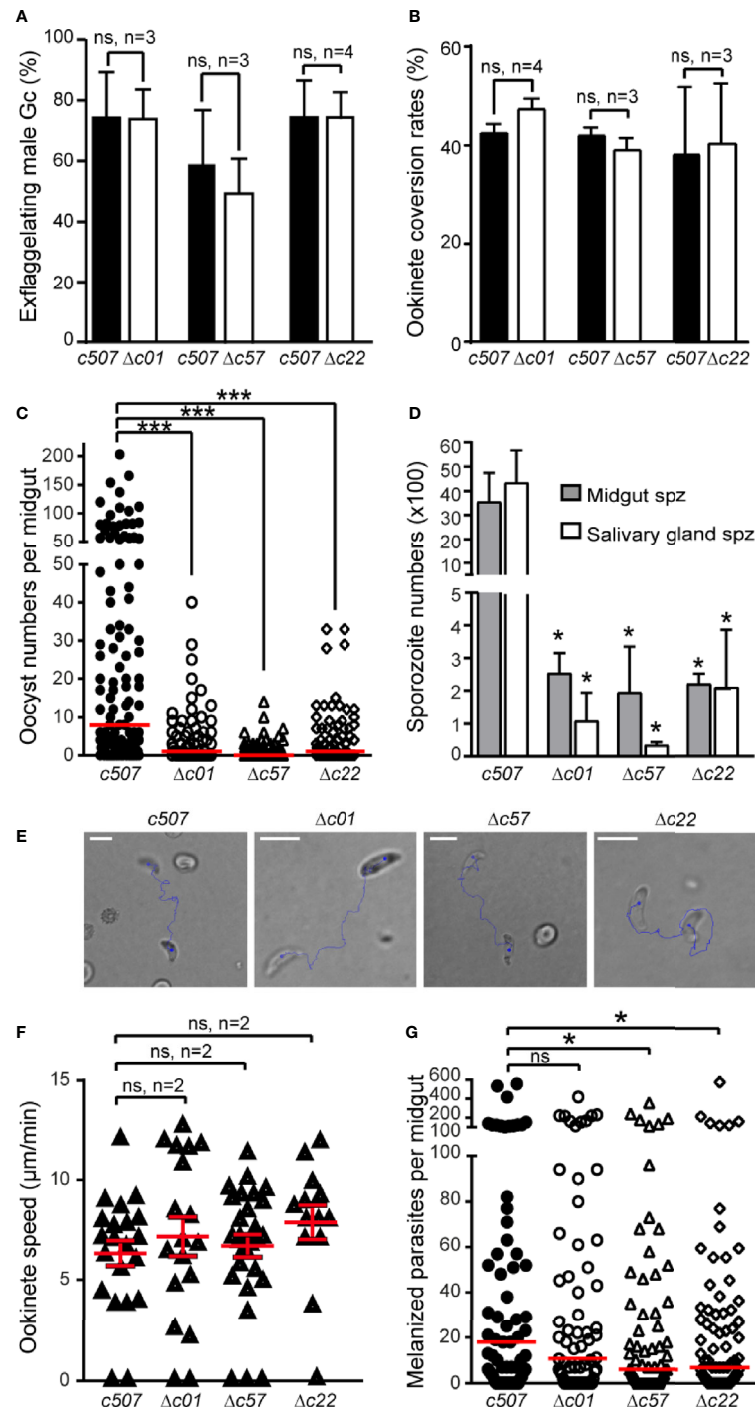 A
Exflaggelating male Gc (%)
100
80
60
40
20
0
ns, n=3
ns, n=3
ns, n=4
c507 Δc01 c507 Δc57 c507 Δc22
B
Ookinete coversion rates (%)
60
40
20
0
ns, n=4
ns, n=3
ns, n=3
c507 Δc01 c507 Δc57 c507 Δc22
C
Oocyst numbers per midgut
200
150
100
50
50
40
30
20
10
0
***
***
***
c507 Δc01 Δc57 Δc22
D
Sporozoite numbers (x100)
60
50
40
30
20
10
5
4
3
2
1
0
Midgut spz
Salivary gland spz
* * * * * *
c507 Δc01 Δc57 Δc22
E
c507 Δc01 Δc57 Δc22
F
Ookinete speed (µm/min)
15
10
5
0
ns, n=2
ns, n=2
ns, n=2
c507 Δc01 Δc57 Δc22
G
Melanized parasites per midgut
600
400
200
100
100
80
60
40
20
0
*
*
ns
c507 Δc01 Δc57 Δc22